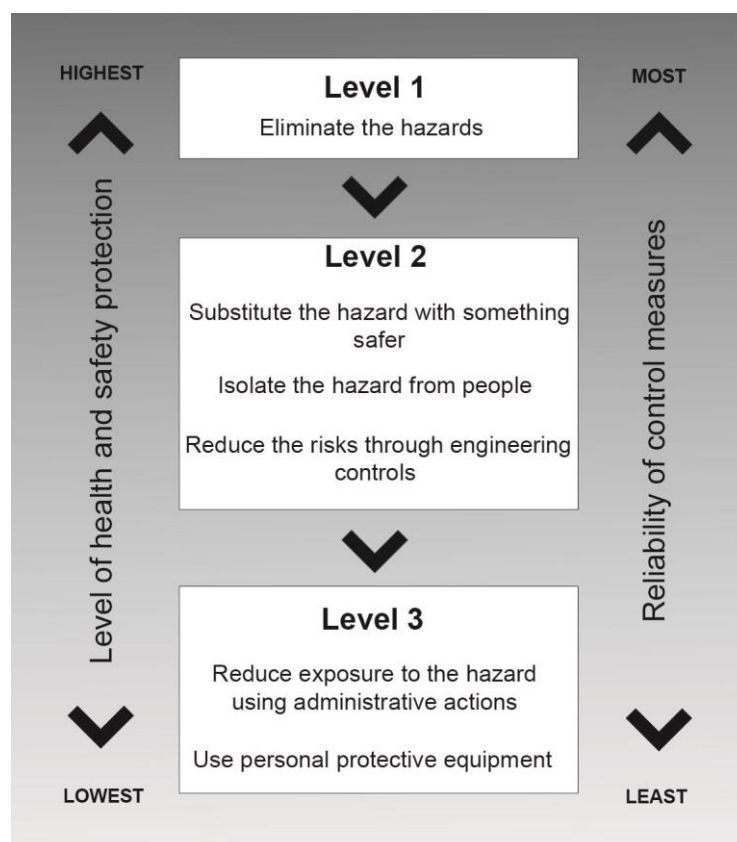 HIGHEST
MOST
Level 1
Eliminate the hazards
Level of health and safety protection
Reliability of control measures
Level 2
Substitute the hazard with something
safer
Isolate the hazard from people
Reduce the risks through engineering
controls
Level 3
Reduce exposure to the hazard
using administrative actions
Use personal protective equipment
LOWEST
LEAST